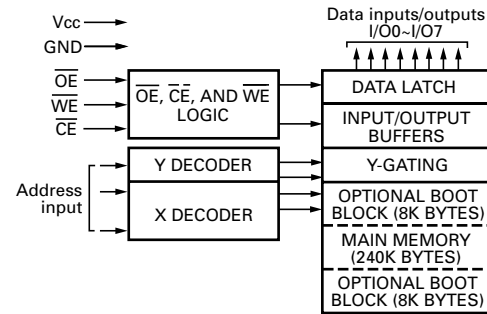 Data inputs/outputs
I/O0~I/O7
Vcc
GND
OE
WE
CE
OE, CE, AND WE
LOGIC
DATA LATCH
INPUT/OUTPUT
BUFFERS
Address
input
Y DECODER
X DECODER
Y-GATING
OPTIONAL BOOT
BLOCK (8K BYTES)
MAIN MEMORY
(240K BYTES)
OPTIONAL BOOT
BLOCK (8K BYTES)